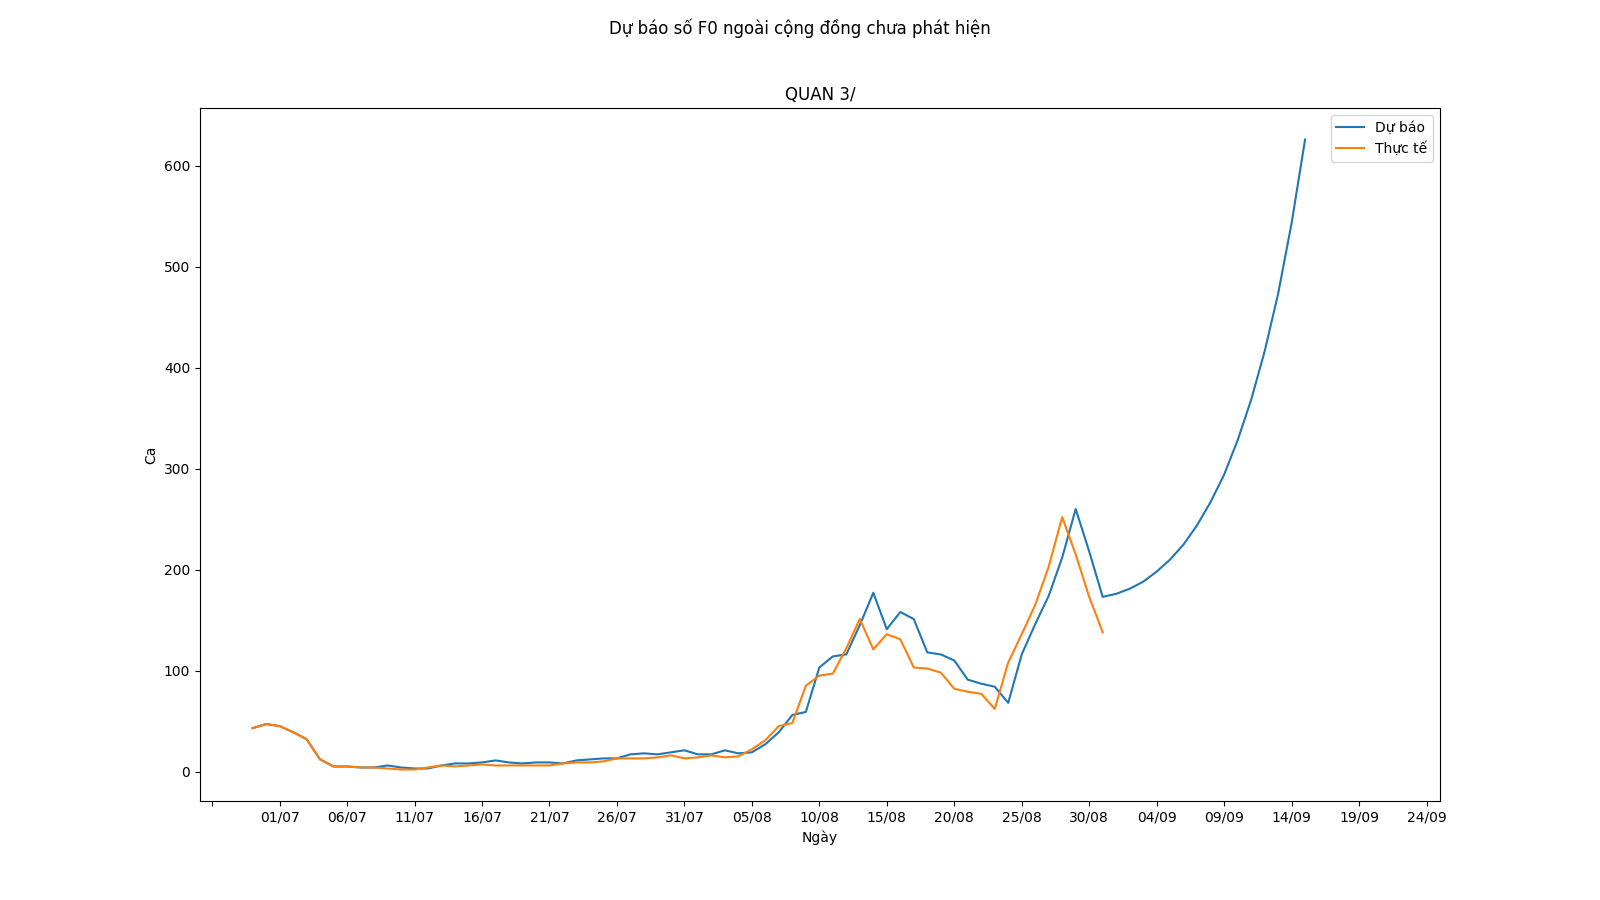 Dự báo số F0 ngoài cộng đồng chưa phát hiện
QUAN 3/
Dự báo
Thực tế
600
500
400
300
200
100
0
Ca
01/07 06/07 11/07 16/07 21/07 26/07 31/07 05/08 10/08 15/08 20/08 25/08 30/08 04/09 09/09 14/09 19/09 24/09
Ngày